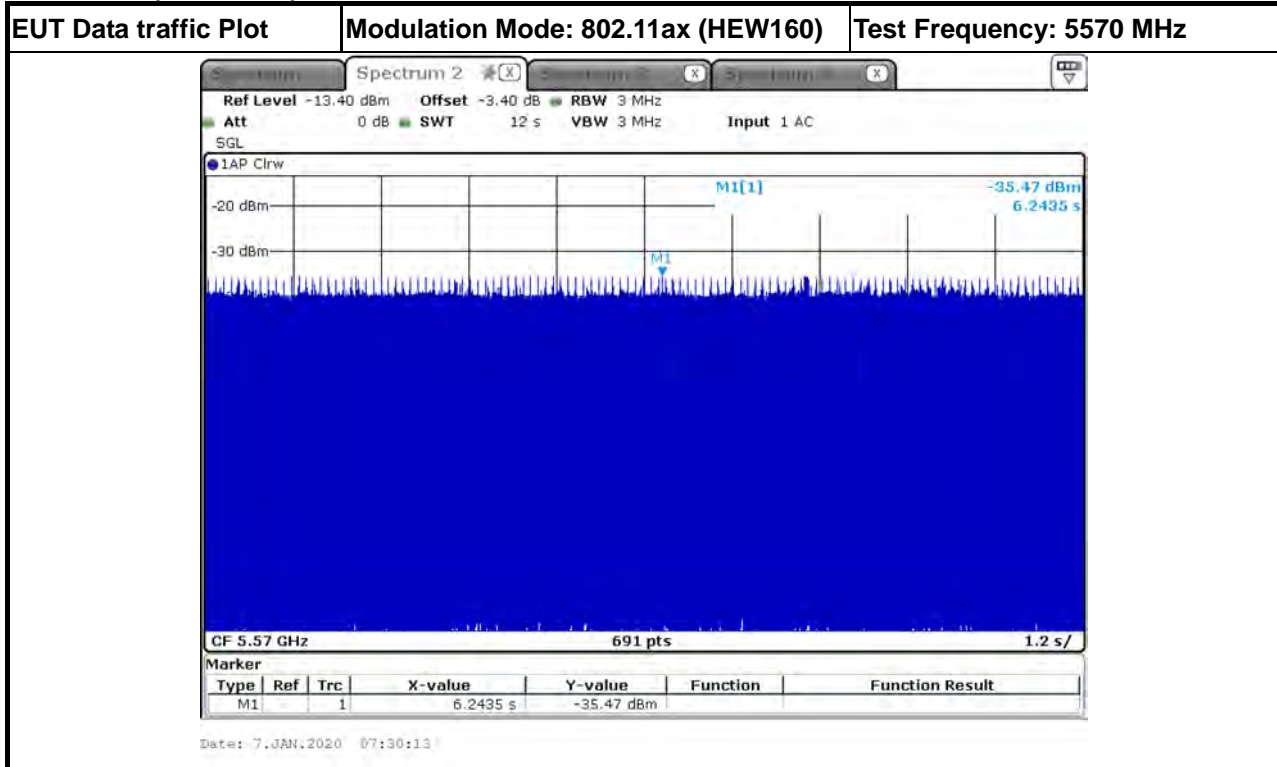 EUT Data traffic Plot Modulation Mode: 802.11ax (HEW160) Test Frequency: 5570 MHz
Spectrum 2 X X X
Ref Level -13.40 dBm Offset -3.40 dB RBW 3 MHz
Att 0 dB SWT 12 s VBW 3 MHz Input 1 AC
SGL
1AP Clrw
M1[1] -35.47 dBm
6.2435 s
-20 dBm
-30 dBm
M1
CF 5.57 GHz 691 pts 1.2 s/
Marker
Type Ref Trc X-value Y-value Function Function Result
M1 1 6.2435 s -35.47 dBm
Date: 7.JAN.2020 07:30:13